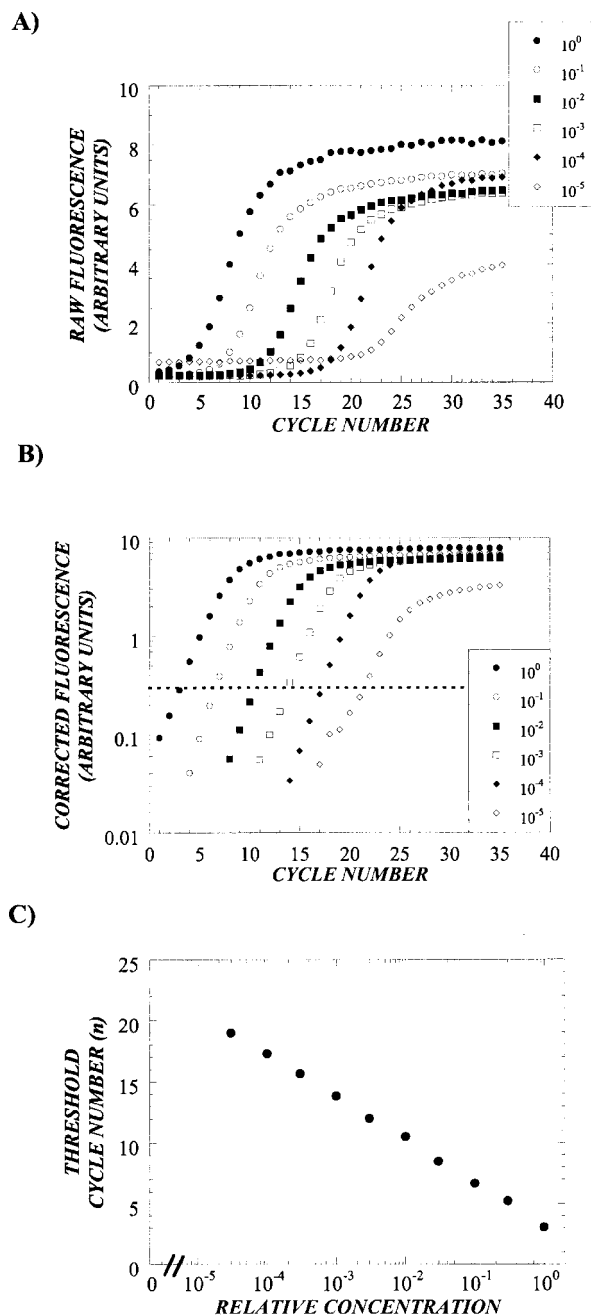 A)
10⁰
10⁻¹
10⁻²
10⁻³
10⁻⁴
10⁻⁵
10
8
6
4
2
0
RAW FLUORESCENCE
(ARBITRARY UNITS)
0 5 10 15 20 25 30 35 40
CYCLE NUMBER
B)
10
1
0.1
0.01
CORRECTED FLUORESCENCE
(ARBITRARY UNITS)
10⁰
10⁻¹
10⁻²
10⁻³
10⁻⁴
10⁻⁵
0 5 10 15 20 25 30 35 40
CYCLE NUMBER
C)
25
20
15
10
5
0
THRESHOLD
CYCLE NUMBER (n)
0 10⁻⁵ 10⁻⁴ 10⁻³ 10⁻² 10⁻¹ 10⁰
RELATIVE CONCENTRATION